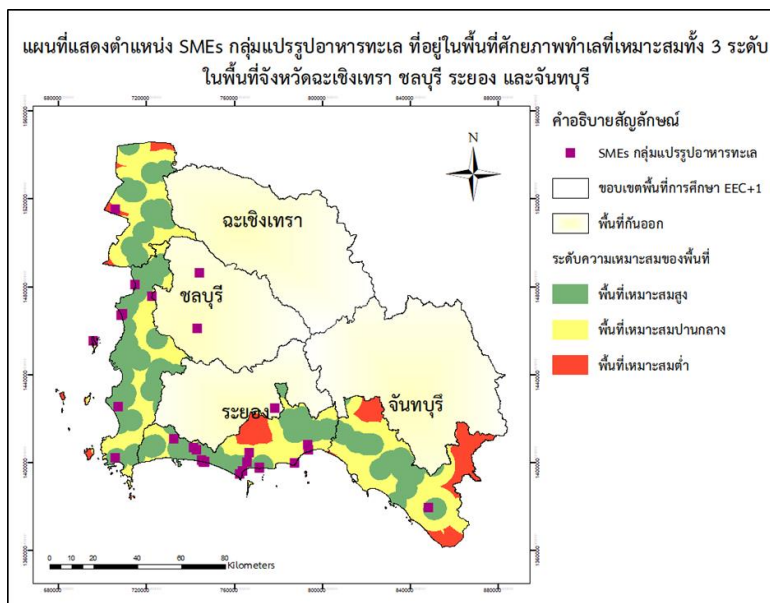 แผนที่แสดงตำแหน่ง SMEs กลุ่มแปรรูปอาหารทะเล ที่อยู่ในพื้นที่ศักยภาพทำเลที่เหมาะสมทั้ง 3 ระดับ
ในพื้นที่จังหวัดฉะเชิงเทรา ชลบุรี ระยอง และจันทบุรี
680000 720000 760000 800000 840000 880000
N
ฉะเชิงเทรา
ชลบุรี
ระยอง
จันทบุรี
0 10 20 40 60 80
Kilometers
680000 720000 760000 800000 840000 880000
คำอธิบายสัญลักษณ์
SMEs กลุ่มแปรรูปอาหารทะเล
ขอบเขตพื้นที่การศึกษา EEC+1
พื้นที่กันออก
ระดับความเหมาะสมของพื้นที่
พื้นที่เหมาะสมสูง
พื้นที่เหมาะสมปานกลาง
พื้นที่เหมาะสมต่ำ